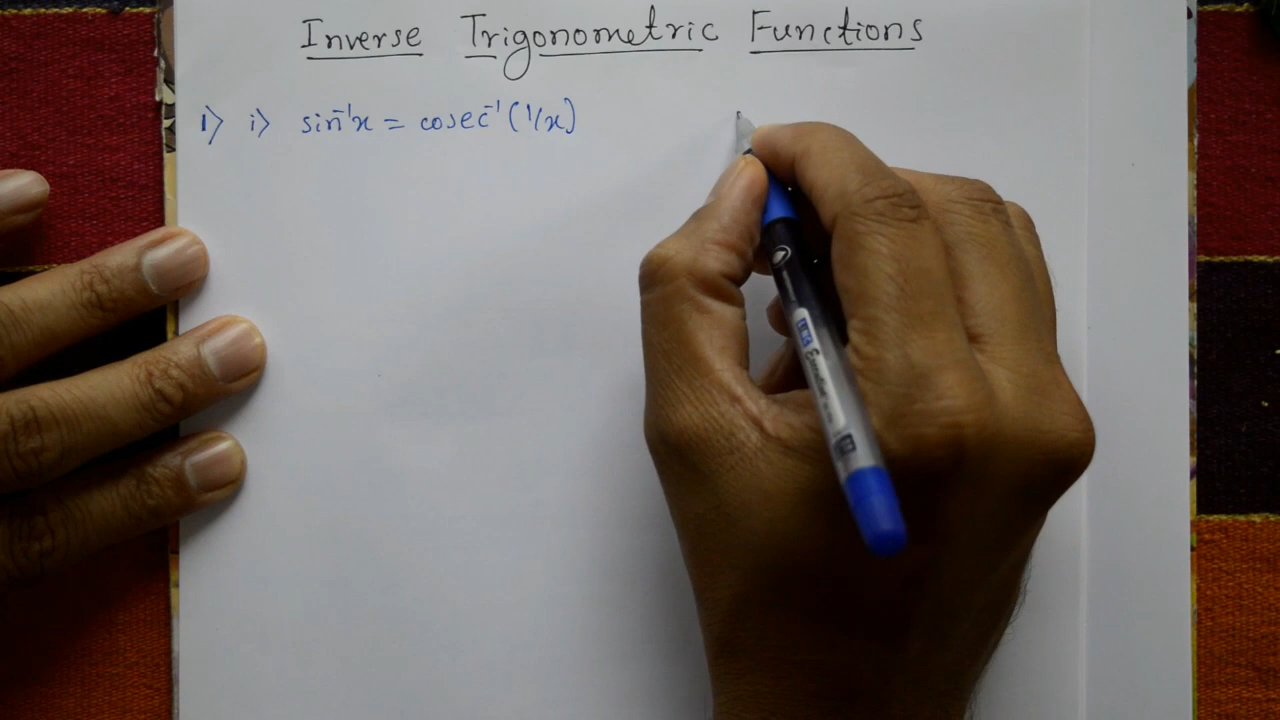 Inverse Trigonometric Functions
1) i) sin⁻¹x = cosec⁻¹(1/x)